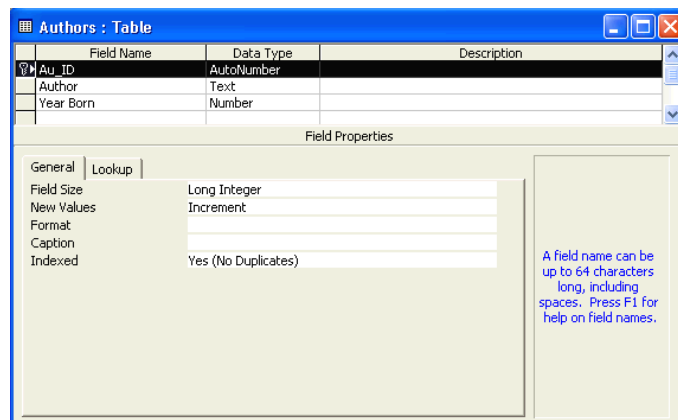 Authors : Table
Field Name Data Type Description
Au_ID AutoNumber
Author Text
Year Born Number
Field Properties
General Lookup
Field Size Long Integer
New Values Increment
Format
Caption
Indexed Yes (No Duplicates)
A field name can be
up to 64 characters
long, including
spaces. Press F1 for
help on field names.